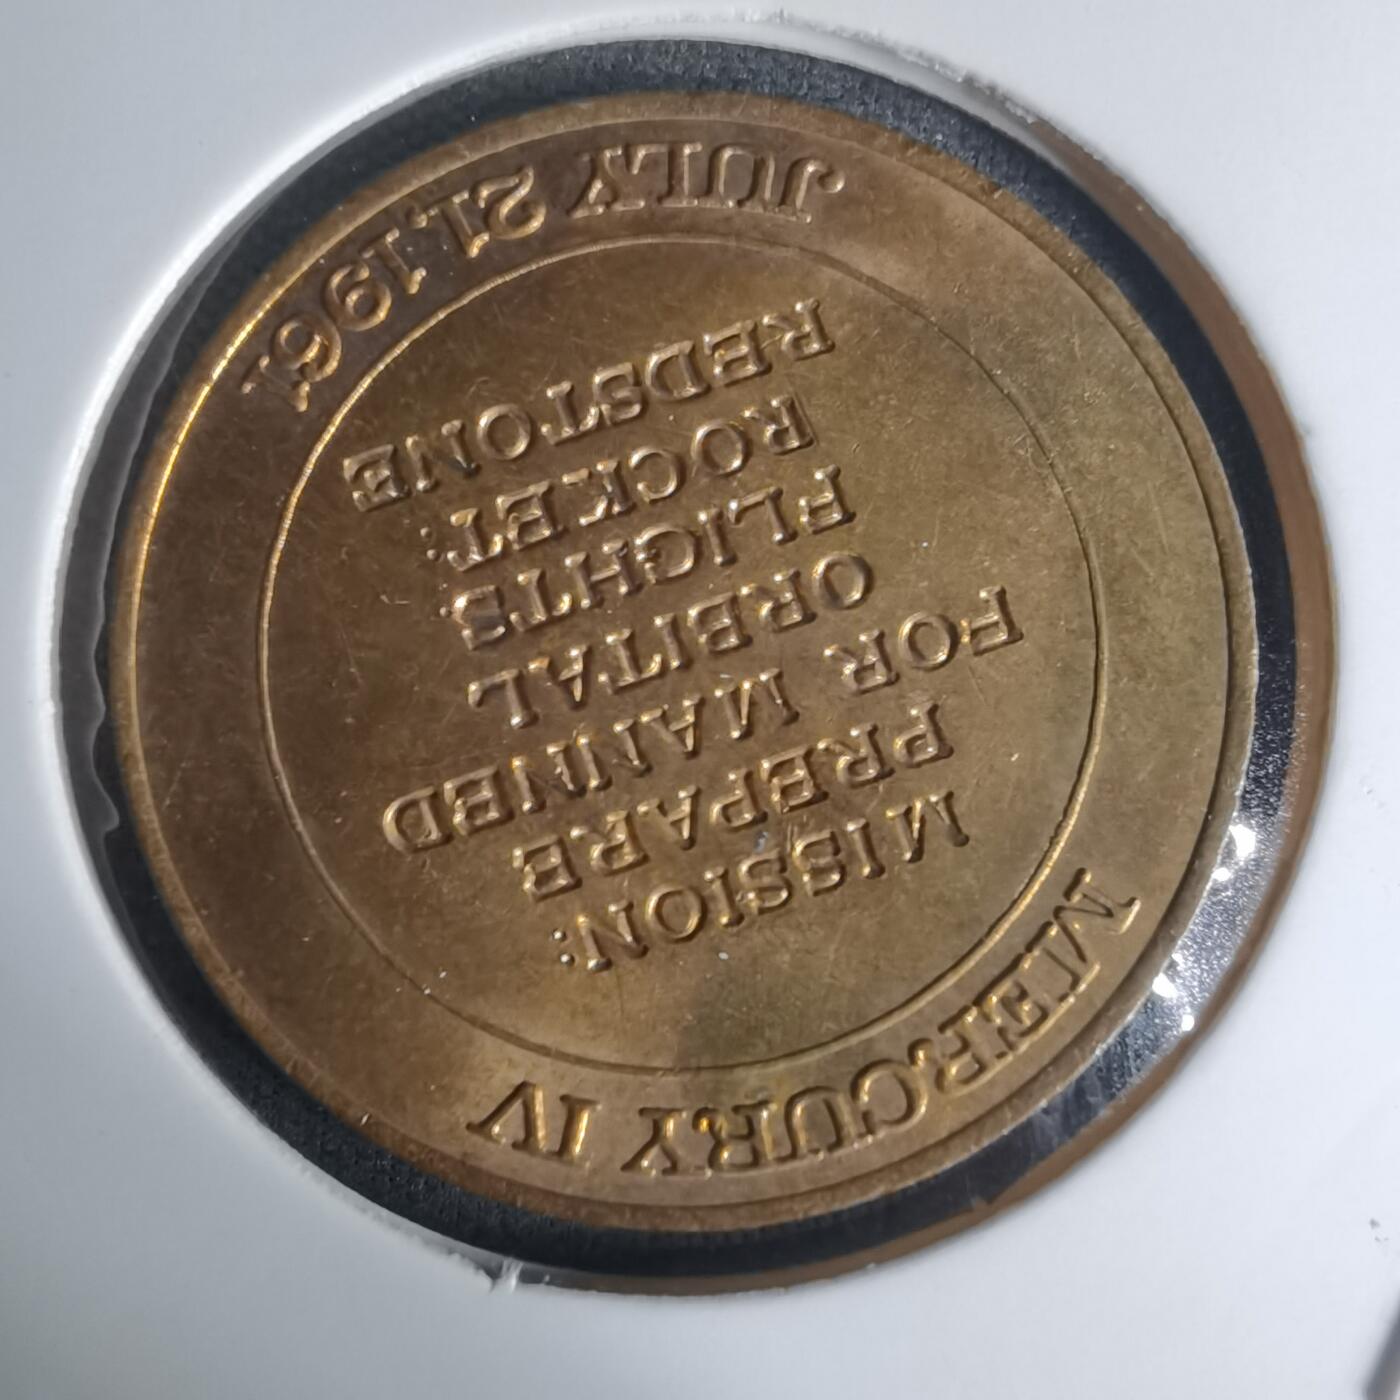 MERCURY IV
MISSION:
PREPARE
FOR MANNED
ORBITAL
FLIGHTS.
ROCKET:
REDSTONE
JULY 21, 1961